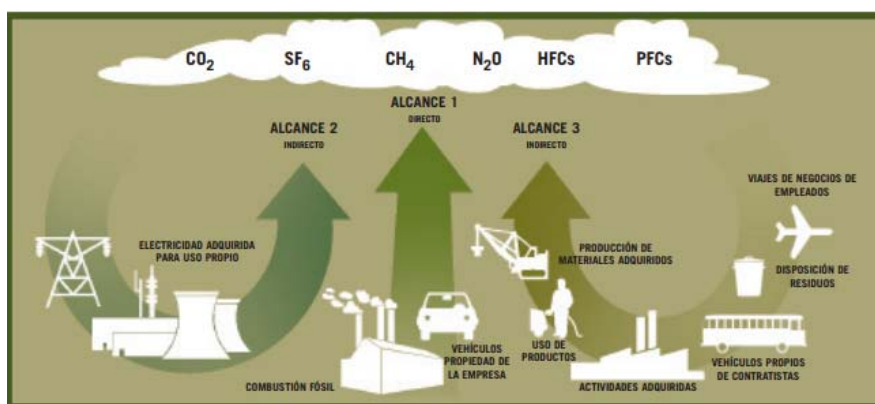 CO2
SF6
CH4
N2O
HFCs
PFCs
ALCANCE 1
DIRECTO
ALCANCE 2
INDIRECTO
ALCANCE 3
INDIRECTO
VIAJES DE NEGOCIOS DE
EMPLEADOS
ELECTRICIDAD ADQUIRIDA
PARA USO PROPIO
PRODUCCIÓN DE
MATERIALES ADQUIRIDOS
DISPOSICIÓN DE
RESIDUOS
COMBUSTIÓN FÓSIL
VEHÍCULOS
PROPIEDAD DE
LA EMPRESA
USO DE
PRODUCTOS
ACTIVIDADES ADQUIRIDAS
VEHÍCULOS PROPIOS
DE CONTRATISTAS